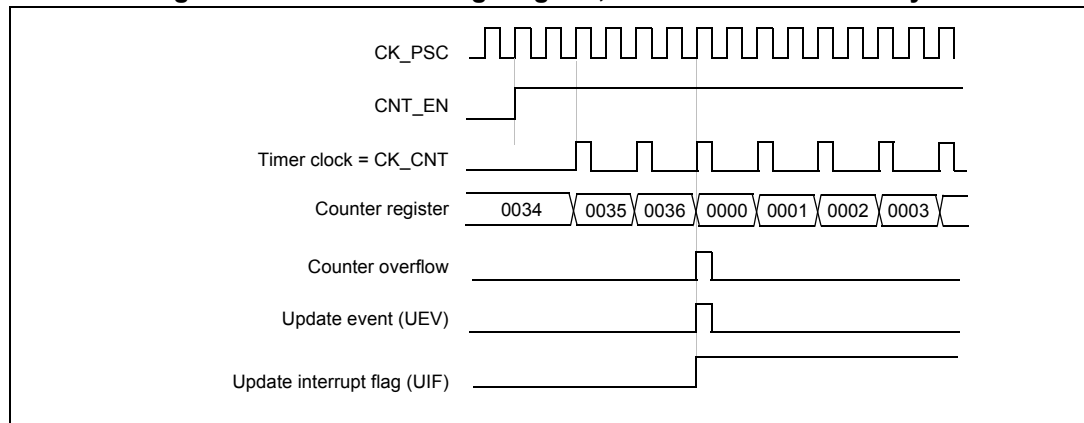 CK_PSC
CNT_EN
Timer clock = CK_CNT
Counter register 0034 0035 0036 0000 0001 0002 0003
Counter overflow
Update event (UEV)
Update interrupt flag (UIF)